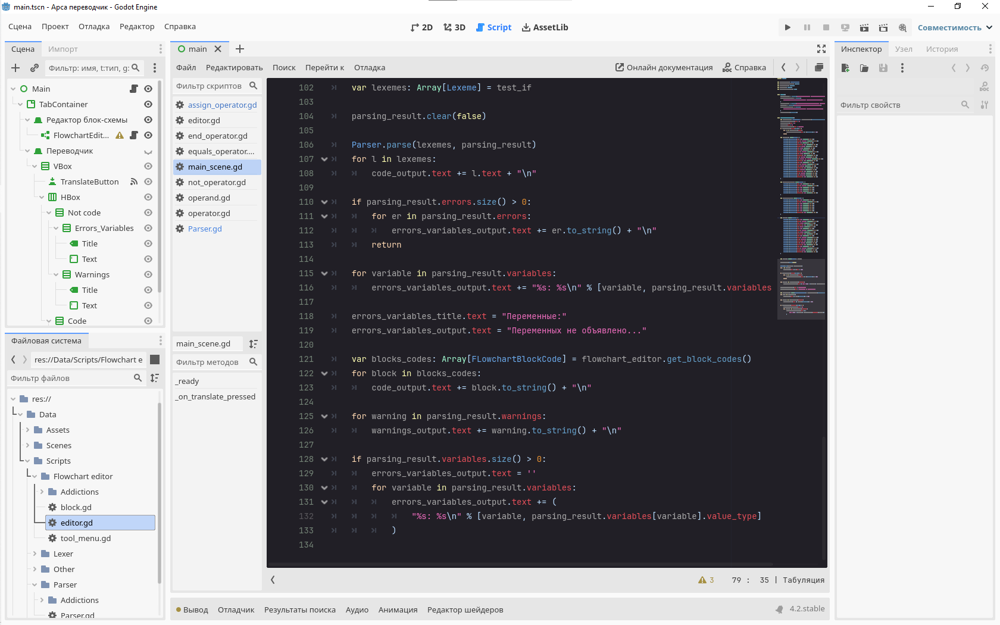 main.tscn - Арса переводчик - Godot Engine
Сцена Проект Отладка Редактор Справка
2D 3D Script AssetLib
Совместимость
Сцена Импорт
Фильтр: имя, t:тип, g:
Main
TabContainer
Редактор блок-схемы
FlowchartEdit...
Переводчик
VBox
TranslateButton
HBox
Not code
Errors_Variables
Title
Text
Warnings
Title
Text
Code
Файловая система
res://Data/Scripts/Flowchart e
Фильтр файлов
res://
Data
Assets
Scenes
Scripts
Flowchart editor
Addictions
block.gd
editor.gd
tool_menu.gd
Lexer
Other
Parser
Addictions
Parser.gd
main
Файл Редактировать Поиск Перейти к Отладка
Онлайн документация Справка
Фильтр скриптов
assign_operator.gd
editor.gd
end_operator.gd
equals_operator....
main_scene.gd
not_operator.gd
operand.gd
operator.gd
Parser.gd
main_scene.gd
Фильтр методов
_ready
_on_translate_pressed
102 var lexemes: Array[Lexeme] = test_if
103
104 parsing_result.clear(false)
105
106 Parser.parse(lexemes, parsing_result)
107 for l in lexemes:
108 code_output.text += l.text + "\n"
109
110 if parsing_result.errors.size() > 0:
111 for er in parsing_result.errors:
112 errors_variables_output.text += er.to_string() + "\n"
113 return
114
115 for variable in parsing_result.variables:
116 errors_variables_output.text += "%s: %s\n" % [variable, parsing_result.variables
117
118 errors_variables_title.text = "Переменные:"
119 errors_variables_output.text = "Переменных не объявлено..."
120
121 var blocks_codes: Array[FLowchartBlockCode] = flowchart_editor.get_block_codes()
122 for block in blocks_codes:
123 code_output.text += block.to_string() + "\n"
124
125 for warning in parsing_result.warnings:
126 warnings_output.text += warning.to_string() + "\n"
127
128 if parsing_result.variables.size() > 0:
129 errors_variables_output.text = ''
130 for variable in parsing_result.variables:
131 errors_variables_output.text += (
132 "%s: %s\n" % [variable, parsing_result.variables[variable].value_type]
133 )
134
3 79 : 35 | Табуляция
Вывод Отладчик Результаты поиска Аудио Анимация Редактор шейдеров
4.2.stable
Инспектор Узел История
Фильтр свойств